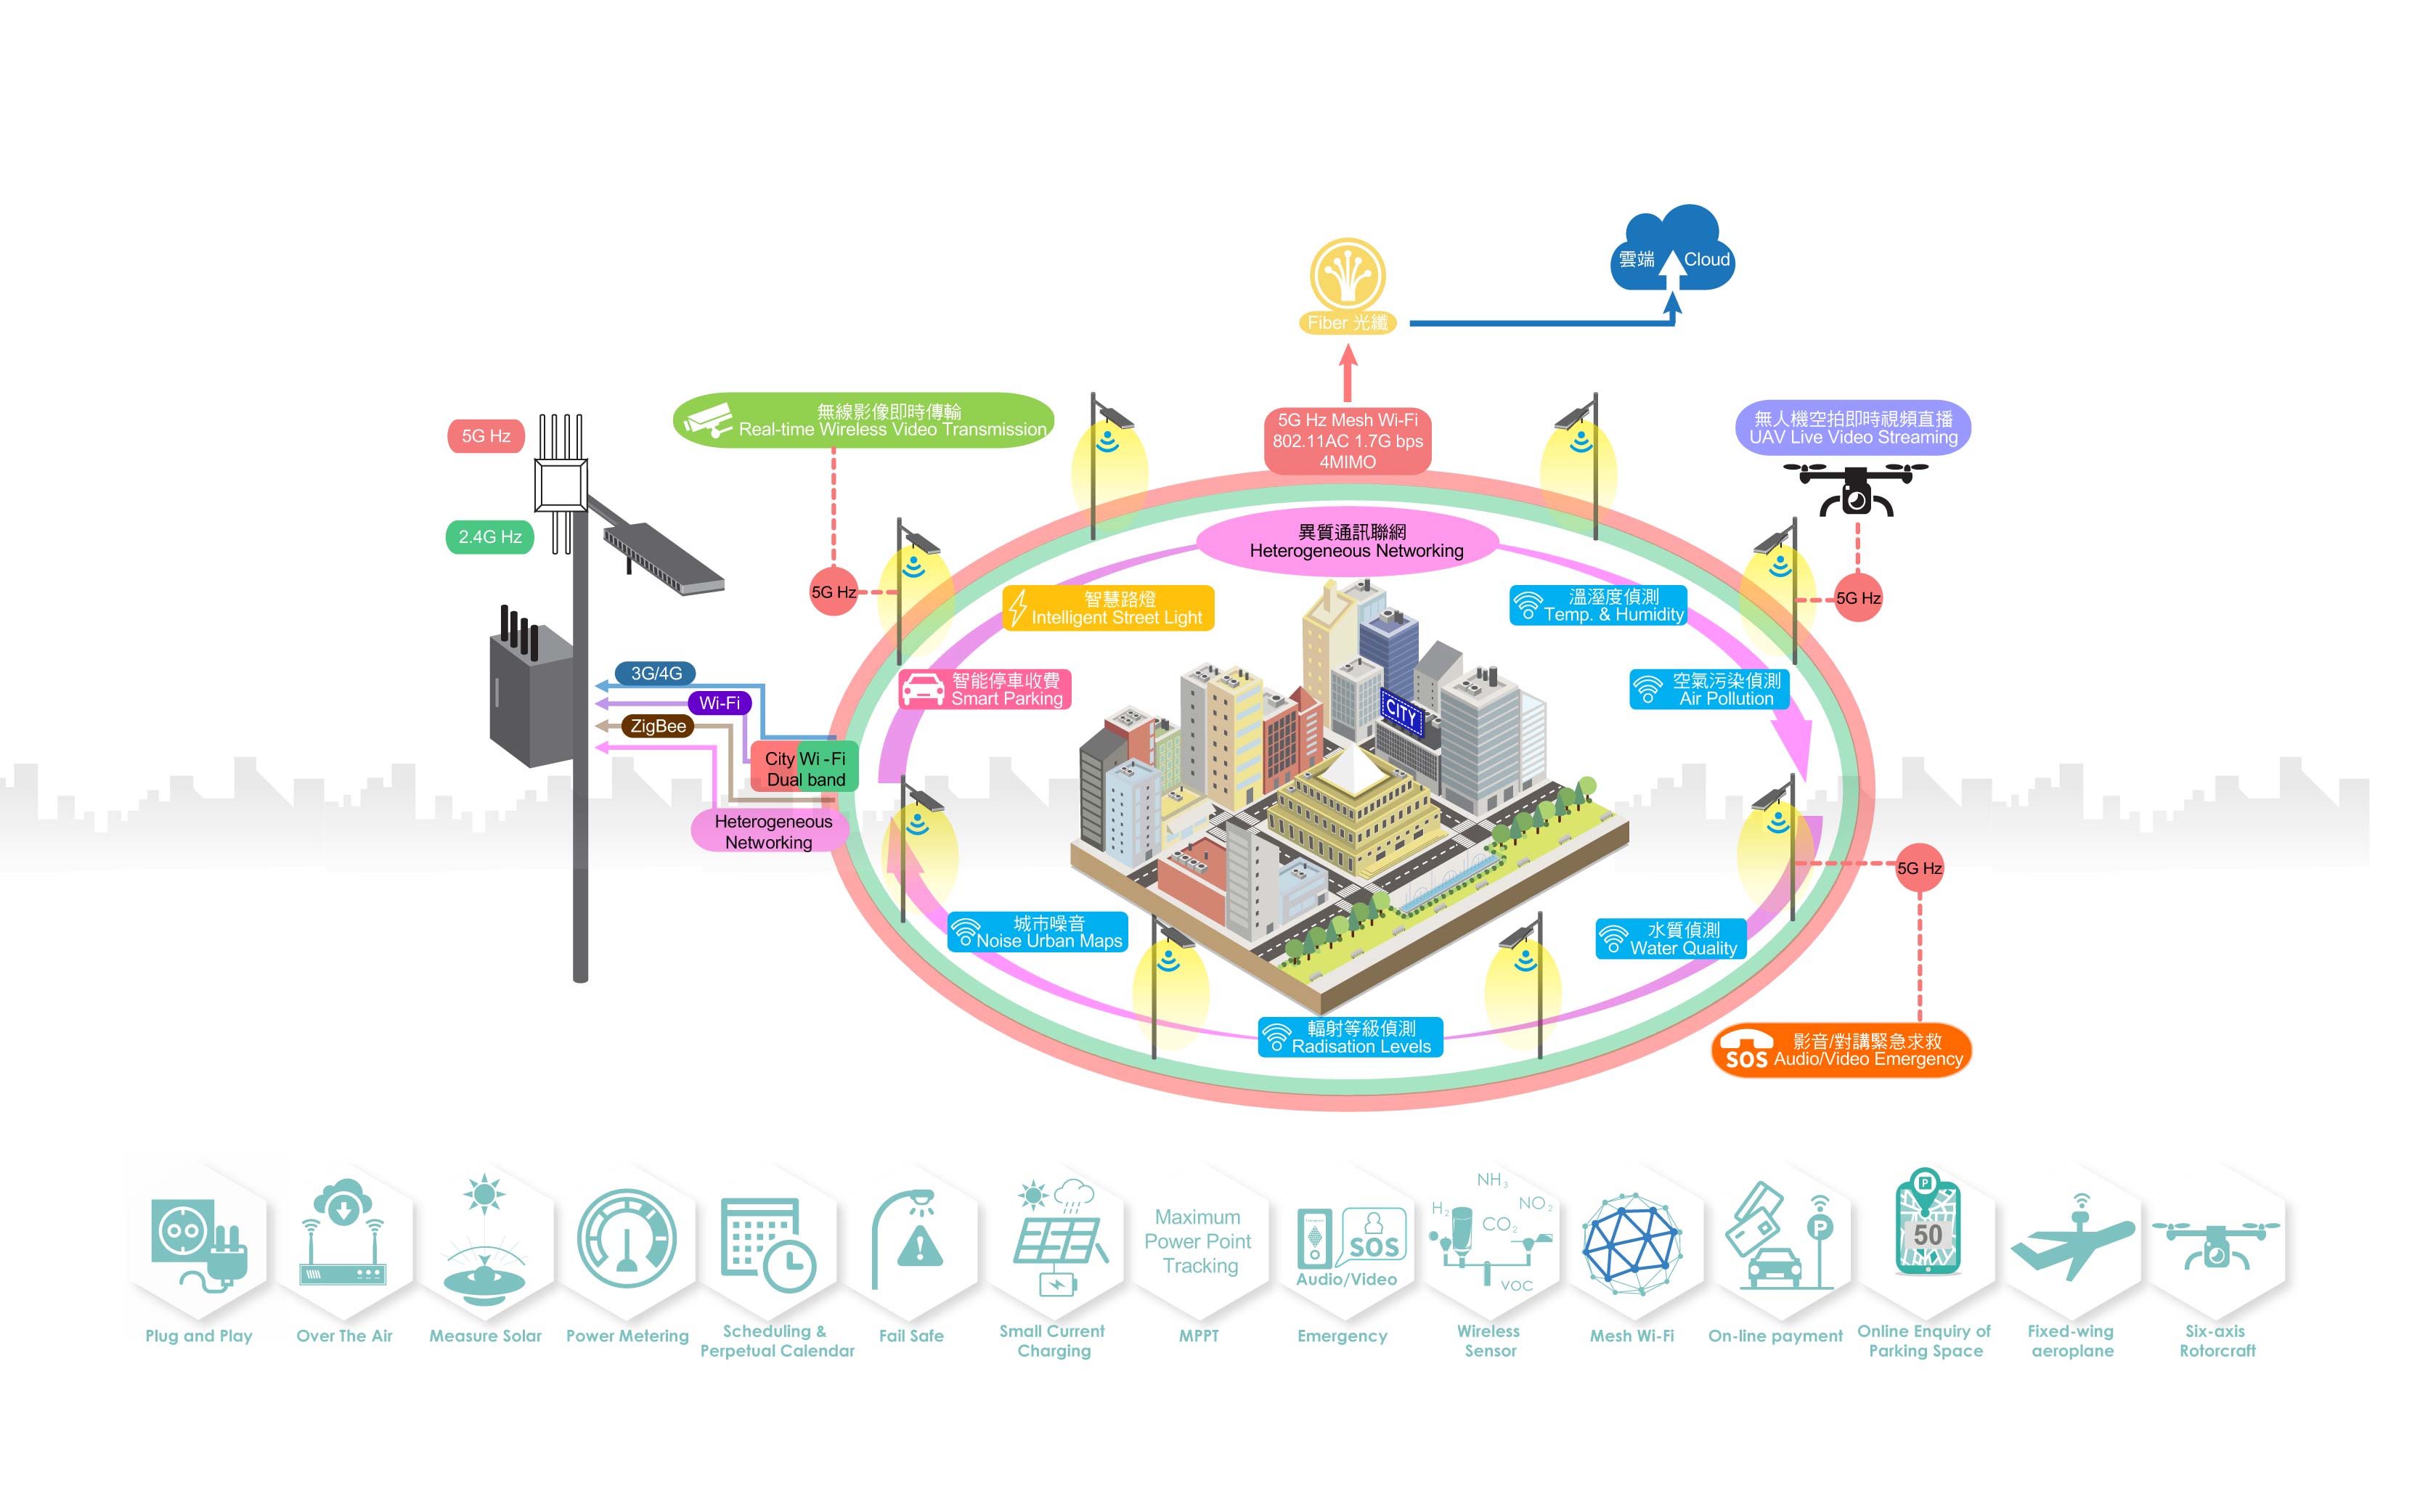 雲端 Cloud
Fiber 光纖
5G Hz
2.4G Hz
無線影像即時傳輸
Real-time Wireless Video Transmission
5G Hz Mesh Wi-Fi
802.11AC 1.7G bps
4MIMO
無人機空拍即時視頻直播
UAV Live Video Streaming
5G Hz
5G Hz
異質通訊聯網
Heterogeneous Networking
智慧路燈
Intelligent Street Light
溫溼度偵測
Temp. & Humidity
智能停車收費
Smart Parking
空氣污染偵測
Air Pollution
CITY
3G/4G
Wi-Fi
ZigBee
City Wi-Fi
Dual band
Heterogeneous
Networking
5G Hz
城市噪音
Noise Urban Maps
水質偵測
Water Quality
輻射等級偵測
Radisation Levels
SOS
影音/對講緊急求救
Audio/Video Emergency
Maximum
Power Point
Tracking
SOS
Audio/Video
NH3
H2
NO2
CO2
VOC
P
P
50
Plug and Play
Over The Air
Measure Solar
Power Metering
Scheduling &
Perpetual Calendar
Fail Safe
Small Current
Charging
MPPT
Emergency
Wireless
Sensor
Mesh Wi-Fi
On-line payment
Online Enquiry of
Parking Space
Fixed-wing
aeroplane
Six-axis
Rotorcraft